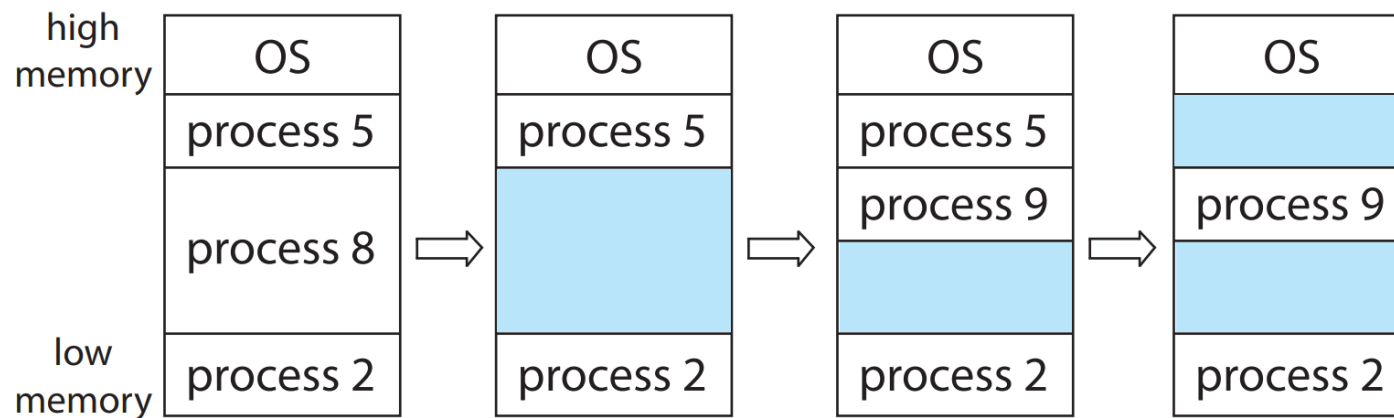 high
memory
OS
process 5
process 8
low
memory
process 2
OS
process 5
process 2
OS
process 5
process 9
process 2
OS
process 9
process 2